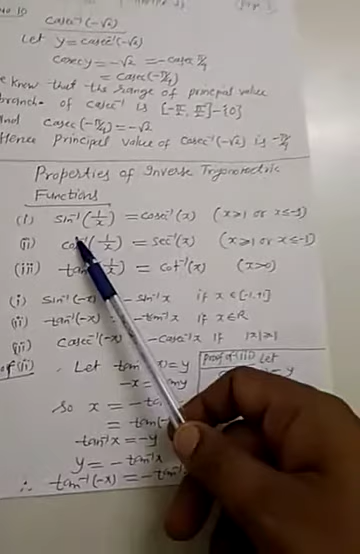 cosec⁻¹(-√2)
Let y = cosec⁻¹(-√2)
cosec y = -√2 = -cosec π/4
= cosec(-π/4)
know that the range of principal value
branch of cosec⁻¹ is [-π/2, π/2]-{0}
and cosec(-π/4) = -√2
Hence Principal value of cosec⁻¹(-√2) is -π/4
Properties of Inverse Trigonometric
Functions
(i) sin⁻¹(1/x) = cosec⁻¹(x) (x≥1 or x≤-1)
(ii) cos⁻¹(1/x) = sec⁻¹(x) (x≥1 or x≤-1)
(iii) tan⁻¹(1/x) = cot⁻¹(x) (x>0)
(i) sin⁻¹(-x) = -sin⁻¹x if x∈[-1,+1]
(ii) tan⁻¹(-x) = -tan⁻¹x if x∈R
(iii) cosec⁻¹(-x) -cosec⁻¹x if |x|≥1
of (ii) Let tan⁻¹ x) = y
-x = tan y
So x = -tan
= tan(-
tan⁻¹x = -y
y = -tan⁻¹x
∴ tan⁻¹(-x) = -tan⁻¹
Proof of (iii) Let
= y